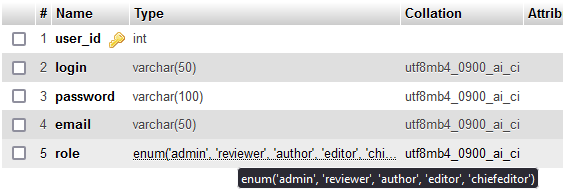 # Name Type Collation Attrib
1 user_id int
2 login varchar(50) utf8mb4_0900_ai_ci
3 password varchar(100) utf8mb4_0900_ai_ci
4 email varchar(50) utf8mb4_0900_ai_ci
5 role enum('admin', 'reviewer', 'author', 'editor', 'chi... utf8mb4_0900_ai_ci
enum('admin', 'reviewer', 'author', 'editor', 'chiefeditor')